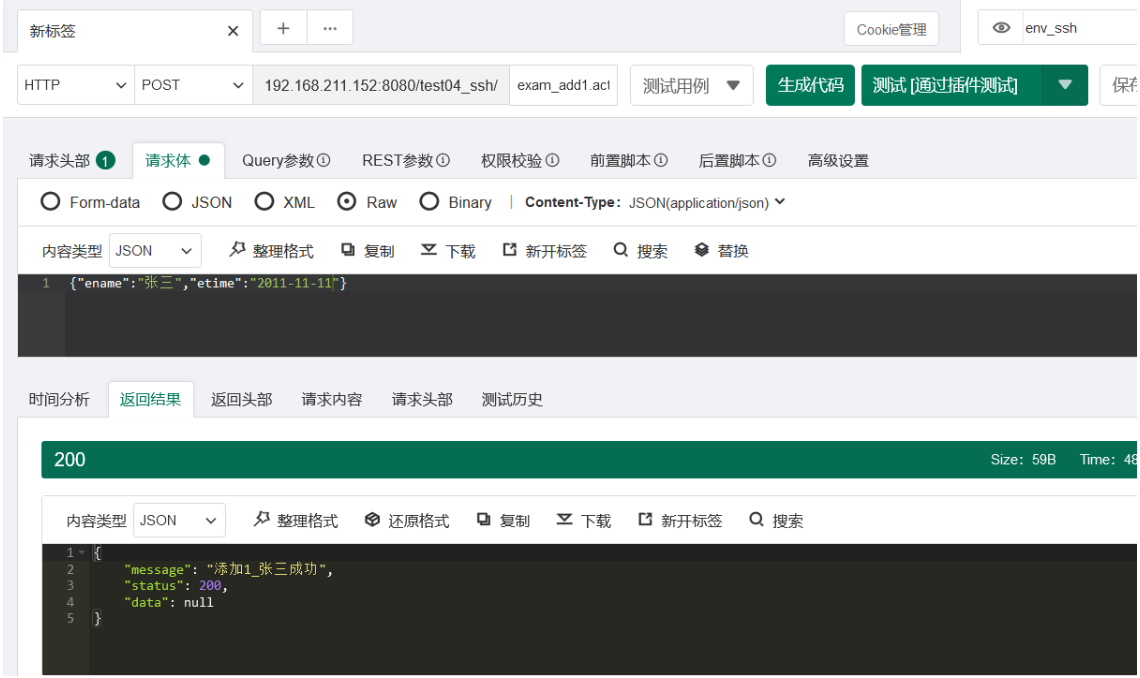 新标签 × + ... Cookie管理 env_ssh
HTTP POST 192.168.211.152:8080/test04_ssh/ exam_add1.act 测试用例 生成代码 测试 [通过插件测试] 保存
请求头部 1 请求体 Query参数 REST参数 权限校验 前置脚本 后置脚本 高级设置
Form-data JSON XML Raw Binary | Content-Type: JSON(application/json)
内容类型 JSON 整理格式 复制 下载 新开标签 搜索 替换
1 {"ename":"张三","etime":"2011-11-11"}
时间分析 返回结果 返回头部 请求内容 请求头部 测试历史
200 Size: 59B Time: 48
内容类型 JSON 整理格式 还原格式 复制 下载 新开标签 搜索
1 {
2 "message": "添加1_张三成功",
3 "status": 200,
4 "data": null
5 }